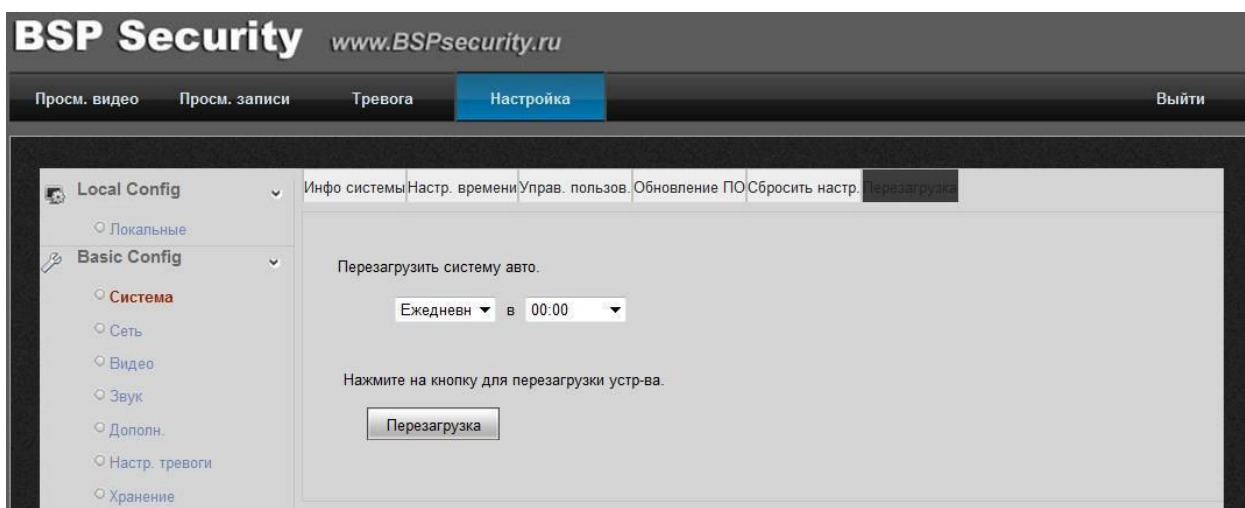 BSP Security www.BSPsecurity.ru
Просм. видео Просм. записи Тревога Настройка Выйти
Инфо системы Настр. времени Управ. пользов. Обновление ПО Сбросить настр. Перезагрузка
Local Config
Локальные
Basic Config
Система
Сеть
Видео
Звук
Дополн.
Настр. тревоги
Хранение
Перезагрузить систему авто.
Ежедневн в 00:00
Нажмите на кнопку для перезагрузки устр-ва.
Перезагрузка